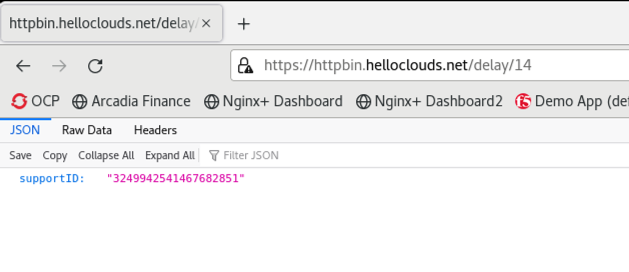 httpbin.helloclouds.net/delay/
https://httpbin.helloclouds.net/delay/14
OCP Arcadia Finance Nginx+ Dashboard Nginx+ Dashboard2 Demo App (def
JSON Raw Data Headers
Save Copy Collapse All Expand All Filter JSON
supportID: "3249942541467682851"